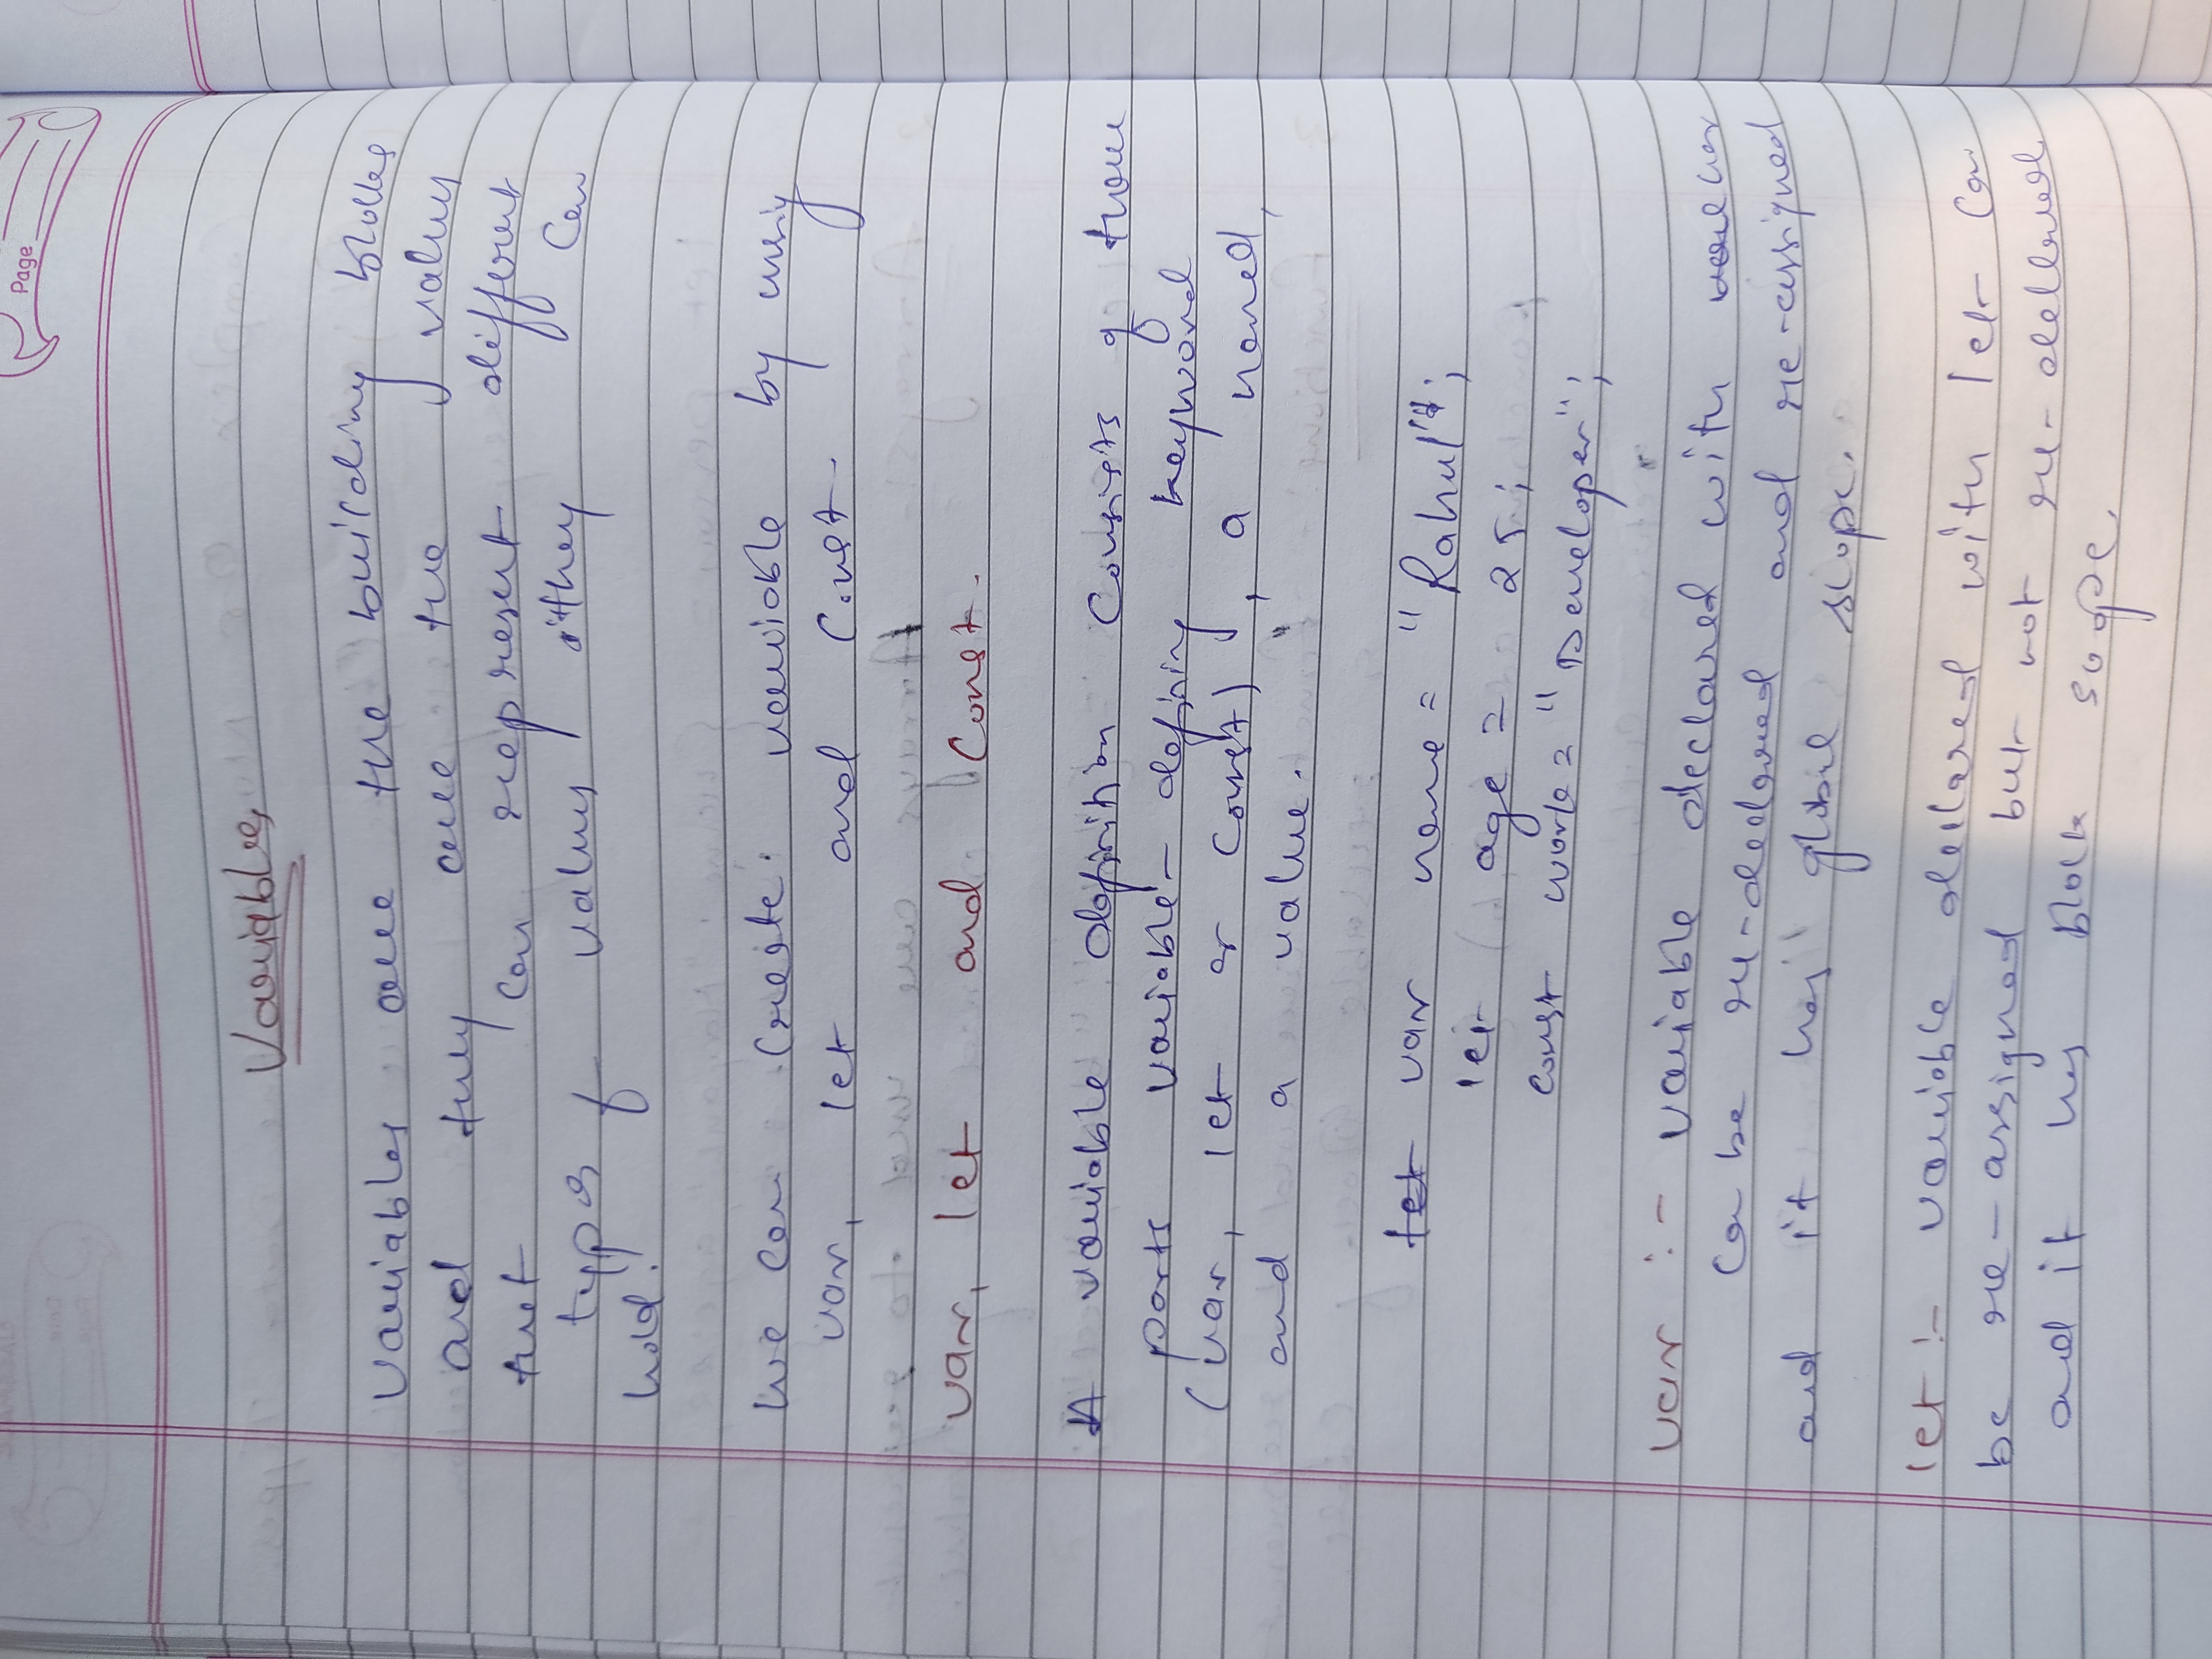 Page
Variables
Variables are the building blocks
and they are the values
that can represent different
types of values they can
hold.
We can create variable by using
var, let and const.
var, let and const.
A variable definition consists of three
parts variable-defining keyword
(var, let or const), a named,
and a value.
let var name = "Rahul";
let age = 25;
const work = "Developer";
var :- variable declared with var
can be re-declared and re-assigned
and it has global scope.
let :- variable declared with let can
be re-assigned but not re-declared
and it has block scope.